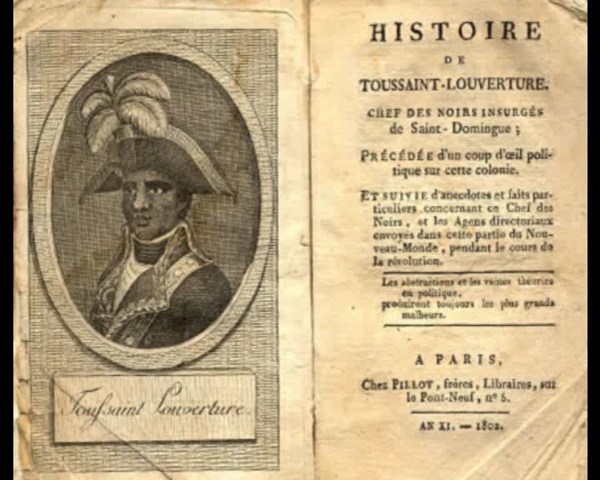 Toussaint Louverture.
HISTOIRE
DE
TOUSSAINT-LOUVERTURE.
CHEF DES NOIRS INSURGÉS
de Saint-Domingue ;
PRÉCÉDÉE d'un coup d'œil poli-
tique sur cette colonie.
ET SUIVIE d'anecdotes et faits par-
ticuliers concernant ce Chef des
Noirs, et les Agens directoriaux
envoyés dans cette partie du Nou-
veau-Monde, pendant le cours de
la révolution.
Les abstractions et les vaines théories
en politique,
produiront toujours les plus grands
malheurs.
A PARIS,
Chez PILLOT, frères, Libraires, sur
le Pont-Neuf, n° 5.
AN XI. — 1802.